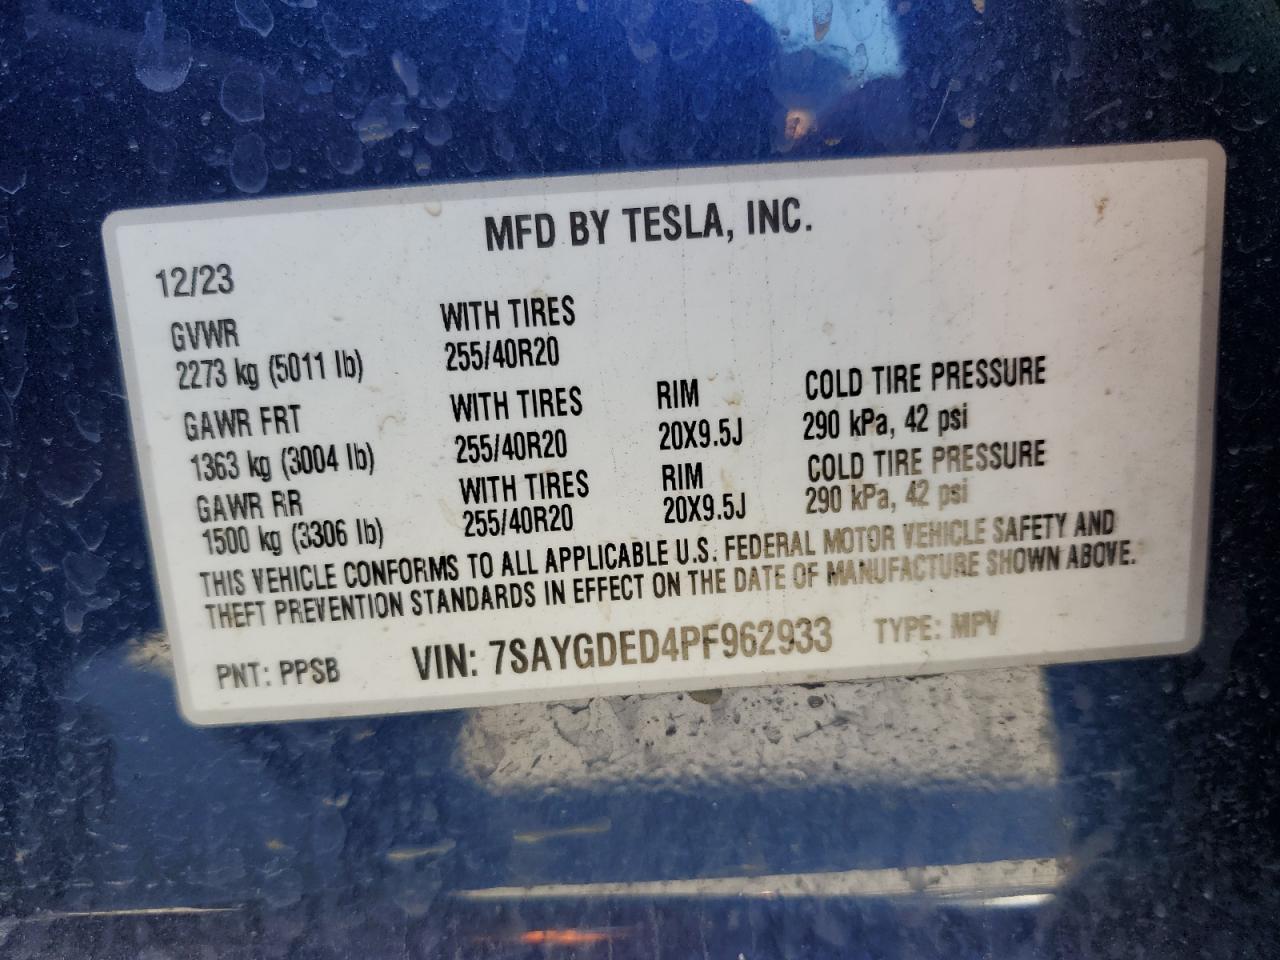 MFD BY TESLA, INC.
12/23
GVWR WITH TIRES
2273 kg (5011 lb) 255/40R20
GAWR FRT WITH TIRES RIM COLD TIRE PRESSURE
1363 kg (3004 lb) 255/40R20 20X9.5J 290 kPa, 42 psi
GAWR RR WITH TIRES RIM COLD TIRE PRESSURE
1500 kg (3306 lb) 255/40R20 20X9.5J 290 kPa, 42 psi
THIS VEHICLE CONFORMS TO ALL APPLICABLE U.S. FEDERAL MOTOR VEHICLE SAFETY AND
THEFT PREVENTION STANDARDS IN EFFECT ON THE DATE OF MANUFACTURE SHOWN ABOVE.
PNT: PPSB VIN: 7SAYGDED4PF962933 TYPE: MPV